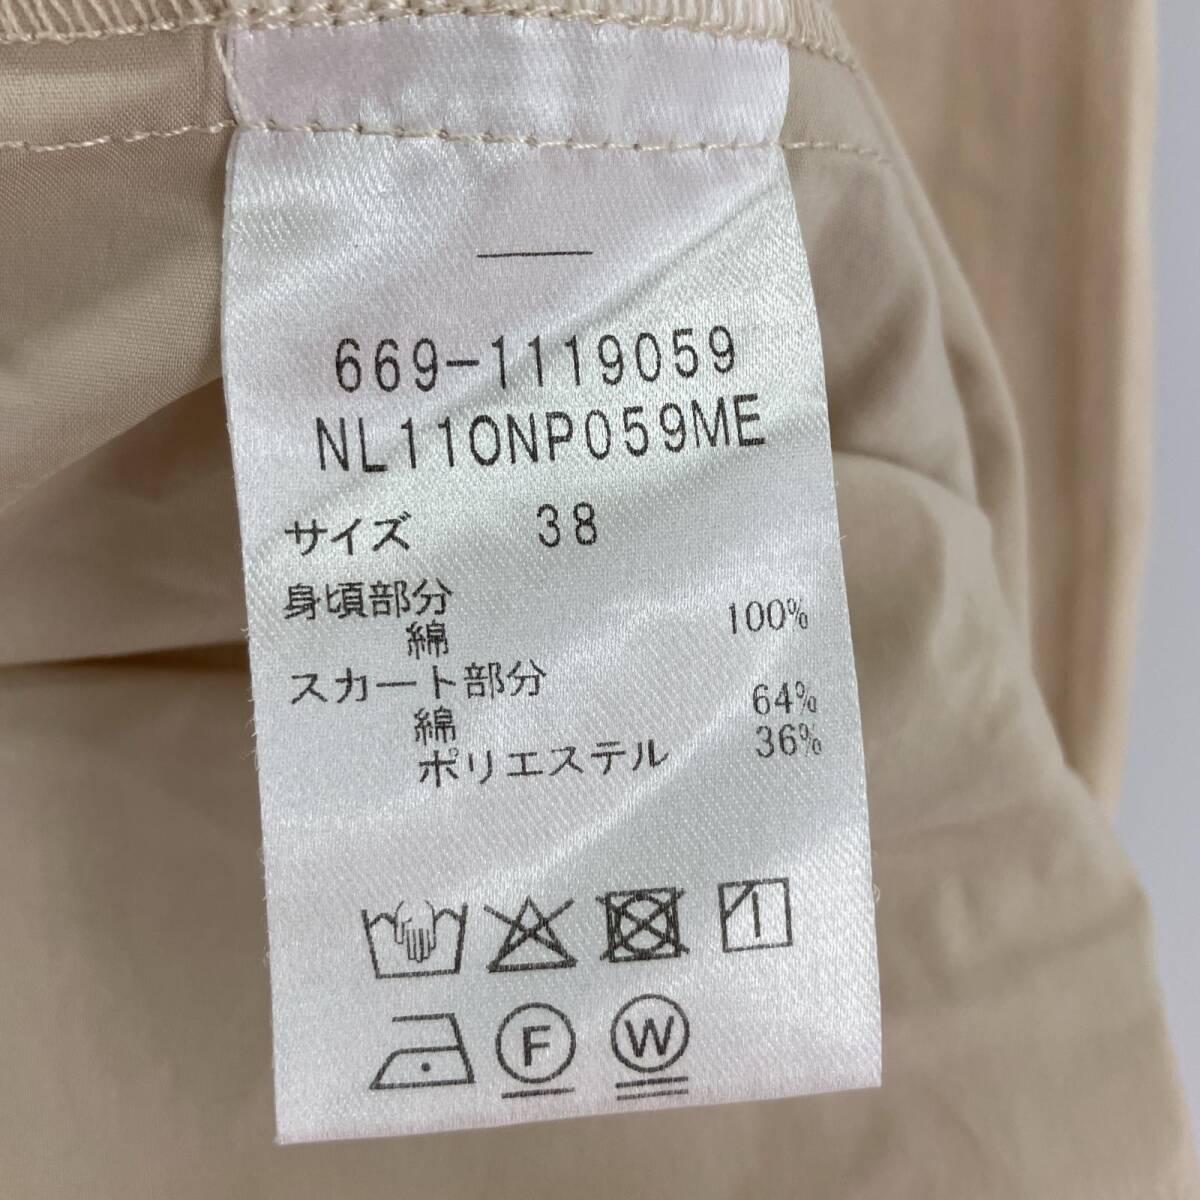 669-1119059
NL110NP059ME
サイズ 38
身頃部分
綿 100%
スカート部分
綿 64%
ポリエステル 36%
F W